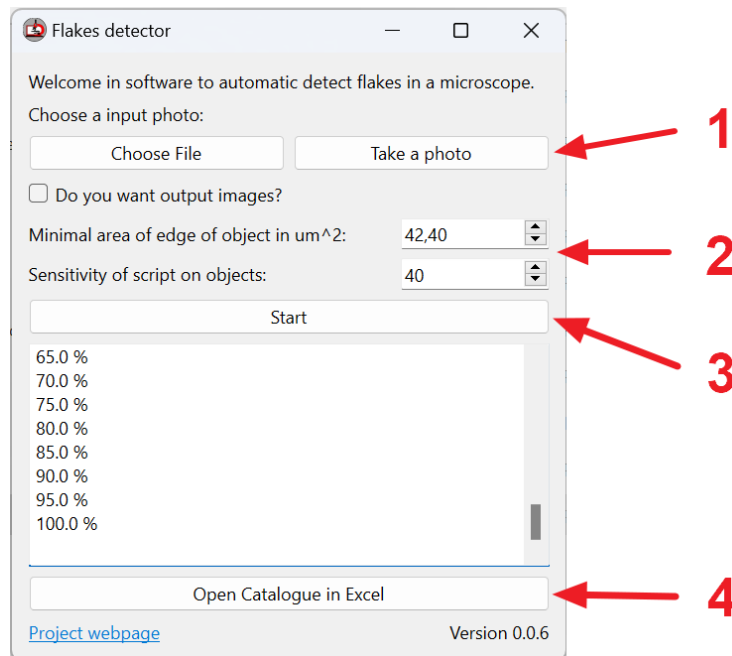 Flakes detector
Welcome in software to automatic detect flakes in a microscope.
Choose a input photo:
Choose File
Take a photo
1
Do you want output images?
Minimal area of edge of object in um^2:
42,40
2
Sensitivity of script on objects:
40
Start
3
65.0 %
70.0 %
75.0 %
80.0 %
85.0 %
90.0 %
95.0 %
100.0 %
Open Catalogue in Excel
4
Project webpage
Version 0.0.6